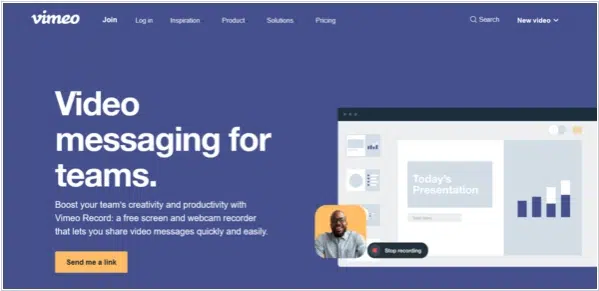 vimeo Join Log in Inspiration Product Solutions Pricing Search New video
Video
messaging for
teams.
Boost your team's creativity and productivity with
Vimeo Record: a free screen and webcam recorder
that lets you share video messages quickly and easily.
Send me a link
Today's
Presentation
Stop recording